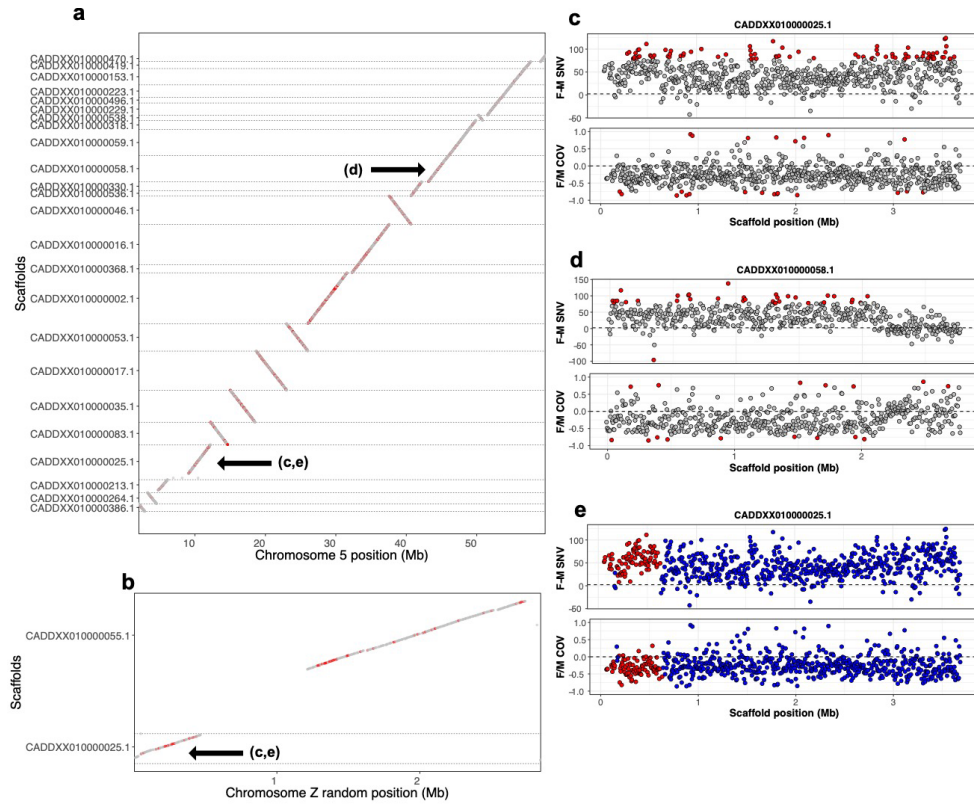 a
Scaffolds
CADDXX010000470.1
CADDXX010000419.1
CADDXX010000153.1
CADDXX010000223.1
CADDXX010000496.1
CADDXX010000229.1
CADDXX010000538.1
CADDXX010000318.1
CADDXX010000059.1
CADDXX010000058.1
CADDXX010000330.1
CADDXX010000536.1
CADDXX010000046.1
CADDXX010000016.1
CADDXX010000368.1
CADDXX010000002.1
CADDXX010000053.1
CADDXX010000017.1
CADDXX010000035.1
CADDXX010000083.1
CADDXX010000025.1
CADDXX010000213.1
CADDXX010000264.1
CADDXX010000386.1
(d)
(c,e)
10 20 30 40 50
Chromosome 5 position (Mb)
b
Scaffolds
CADDXX010000055.1
CADDXX010000025.1
(c,e)
1 2
Chromosome Z random position (Mb)
c
CADDXX010000025.1
F-M SNV
100
50
0
-60
F/M COV
1.0
0.5
0.0
-0.5
-1.0
0 1 2 3
Scaffold position (Mb)
d
CADDXX010000058.1
F-M SNV
150
100
50
0
-50
-100
F/M COV
1.0
0.5
0.0
-0.5
-1.0
0 1 2
Scaffold position (Mb)
e
CADDXX010000025.1
F-M SNV
100
50
0
-60
F/M COV
1.0
0.5
0.0
-0.5
-1.0
0 1 2 3
Scaffold position (Mb)